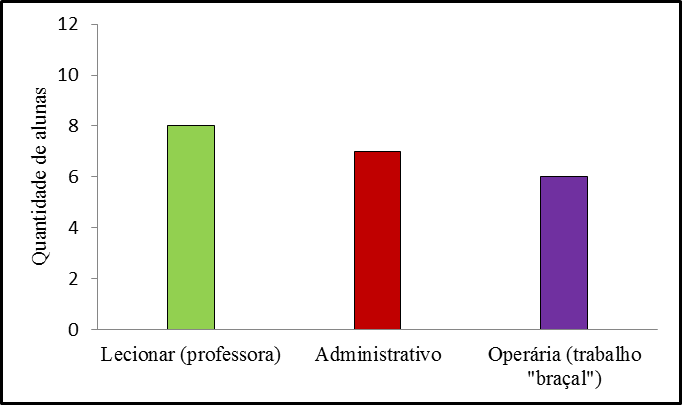 Quantidade de alunas
12
10
8
6
4
2
0
Lecionar (professora)
Administrativo
Operária (trabalho
"braçal")